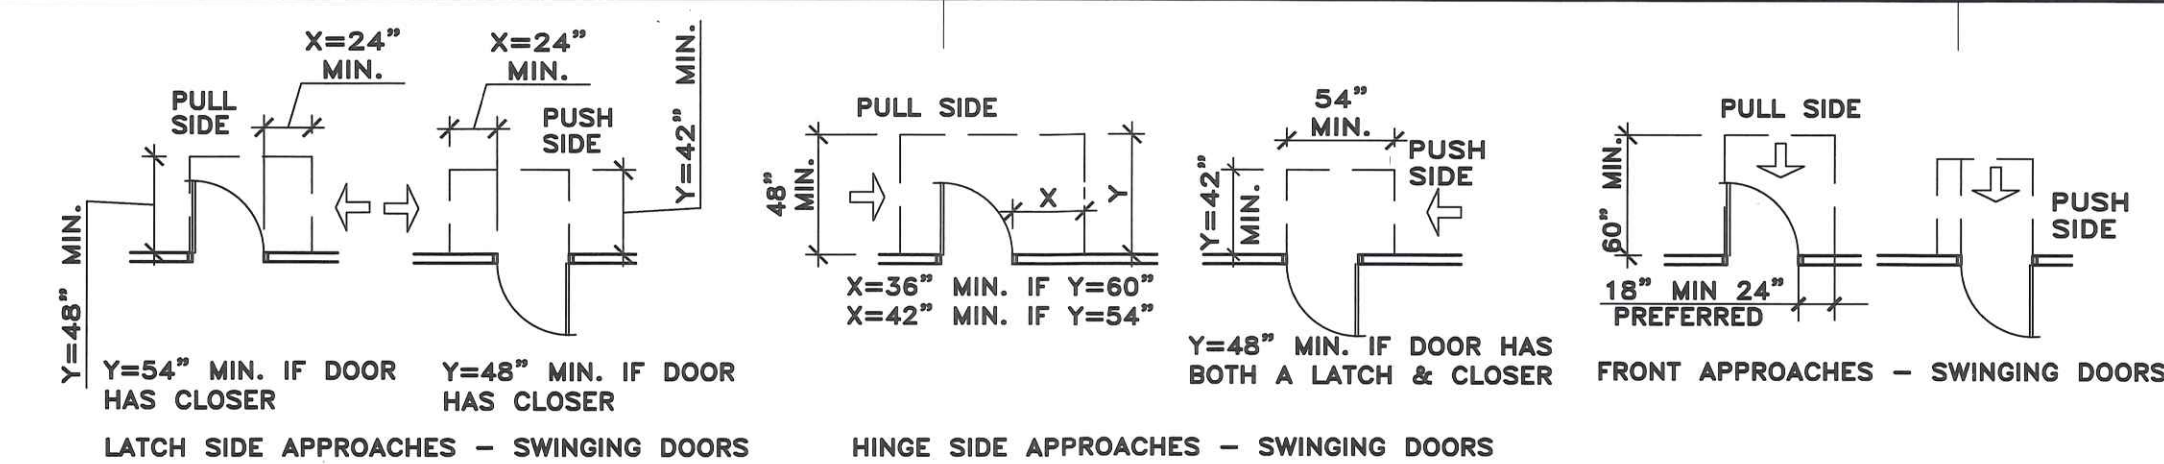 X=24”
MIN.
PULL
SIDE
Y=48” MIN.
Y=54” MIN. IF DOOR
HAS CLOSER
X=24”
MIN.
PUSH
SIDE
Y=42” MIN.
Y=48” MIN. IF DOOR
HAS CLOSER
LATCH SIDE APPROACHES – SWINGING DOORS
PULL SIDE
48”
MIN.
X
Y
X=36” MIN. IF Y=60”
X=42” MIN. IF Y=54”
54”
MIN.
PUSH
SIDE
Y=42”
MIN.
Y=48” MIN. IF DOOR HAS
BOTH A LATCH & CLOSER
HINGE SIDE APPROACHES – SWINGING DOORS
PULL SIDE
60” MIN.
18” MIN 24”
PREFERRED
PUSH
SIDE
FRONT APPROACHES – SWINGING DOORS